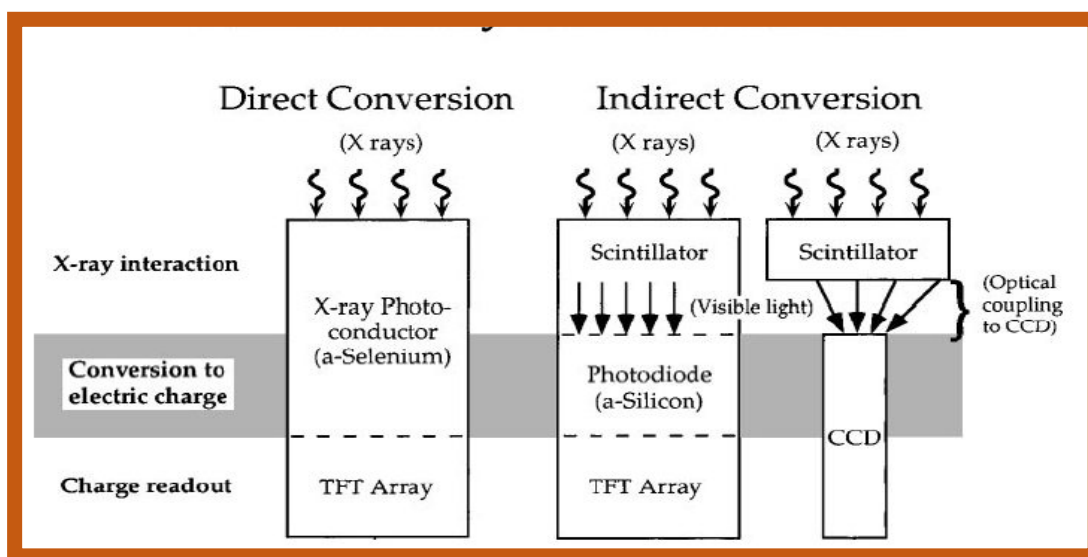 Direct Conversion
Indirect Conversion
(X rays)
(X rays)
(X rays)
X-ray interaction
X-ray Photo-
conductor
(a-Selenium)
Scintillator
(Visible light)
Scintillator
(Optical
coupling
to CCD)
Conversion to
electric charge
Photodiode
(a-Silicon)
CCD
Charge readout
TFT Array
TFT Array